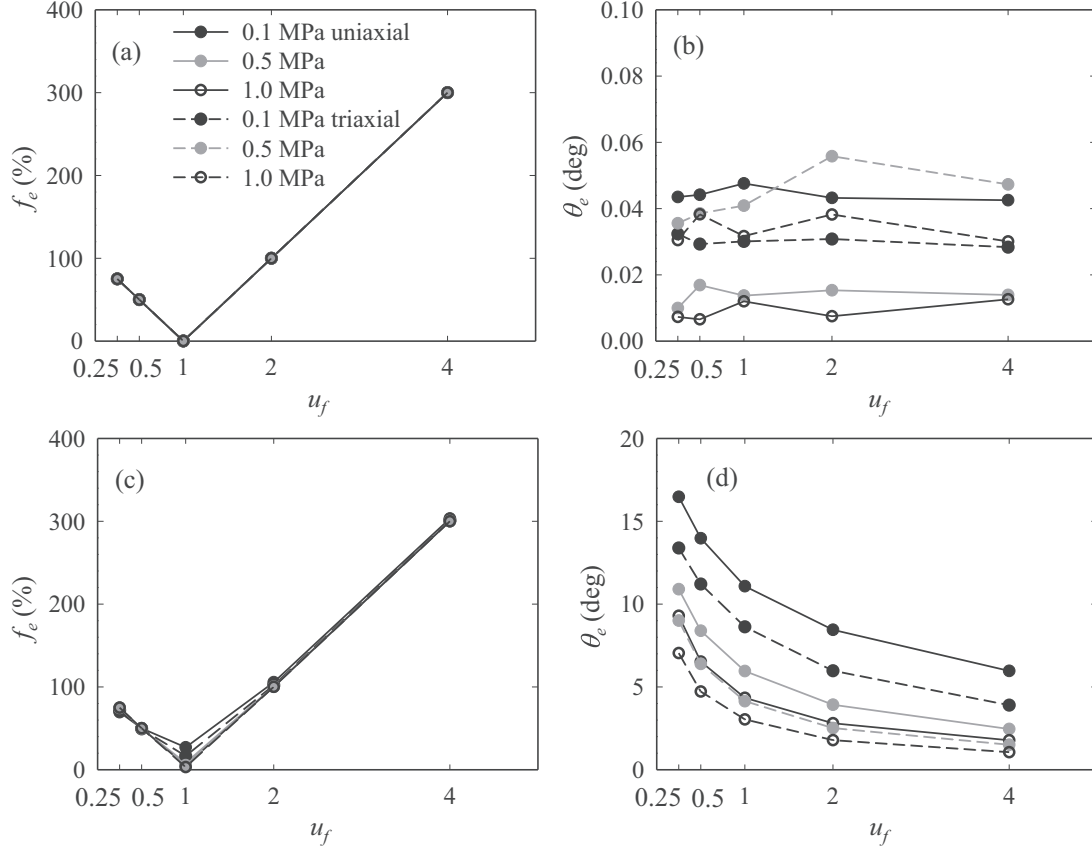 400
300
200
100
0
f_e (%)
(a)
0.1 MPa uniaxial
0.5 MPa
1.0 MPa
0.1 MPa triaxial
0.5 MPa
1.0 MPa
0.25 0.5 1 2 4
u_f
0.10
0.08
0.06
0.04
0.02
0.00
θ_e (deg)
(b)
0.25 0.5 1 2 4
u_f
400
300
200
100
0
f_e (%)
(c)
0.25 0.5 1 2 4
u_f
20
15
10
5
0
θ_e (deg)
(d)
0.25 0.5 1 2 4
u_f